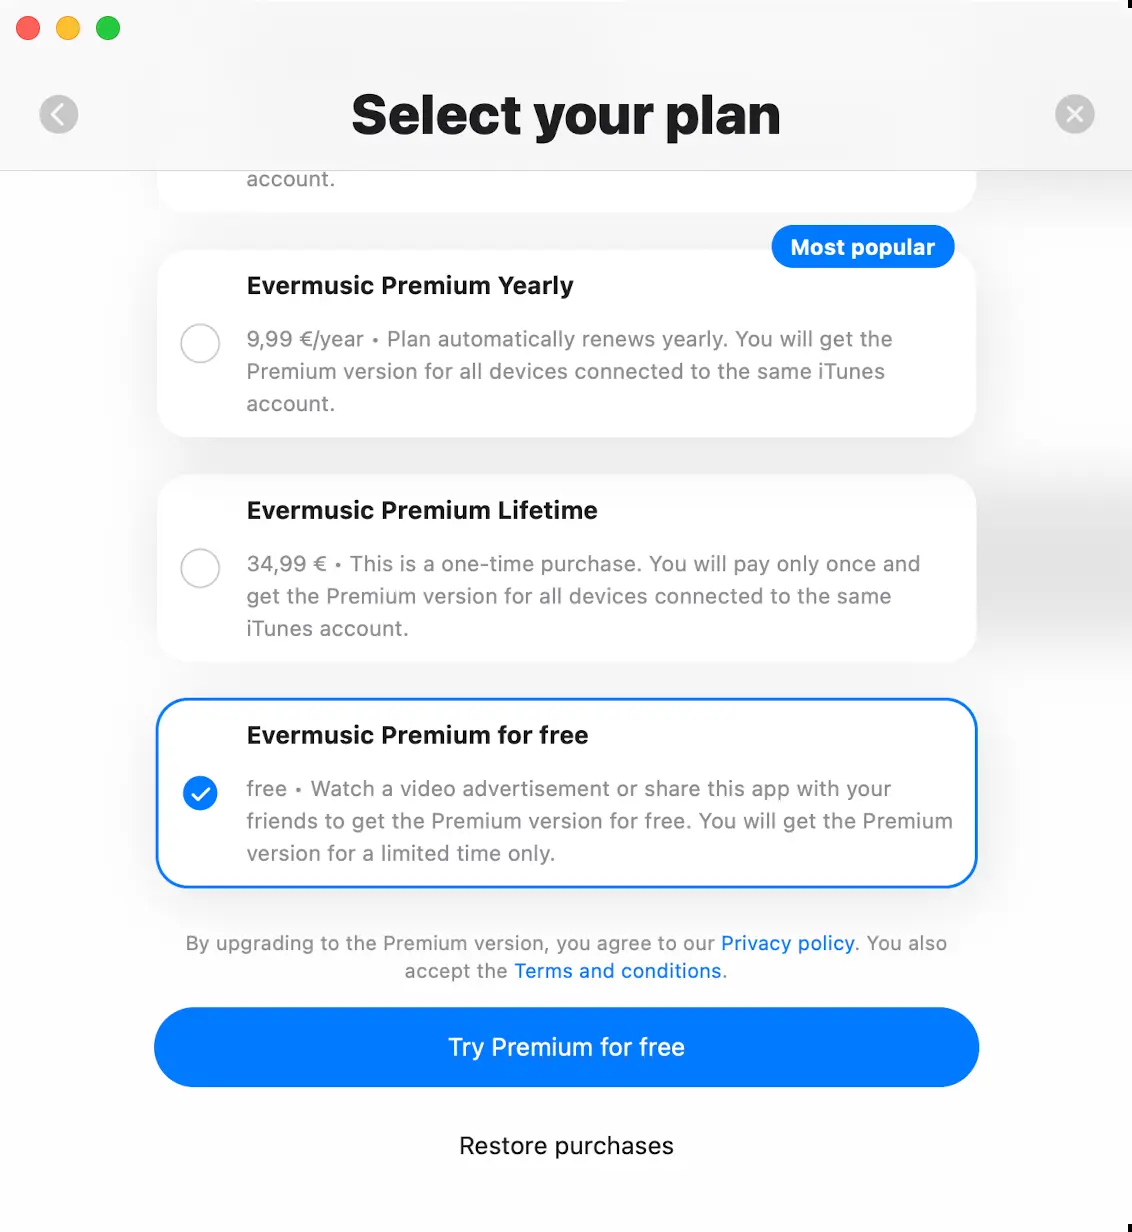 Select your plan
account.
Most popular
Evermusic Premium Yearly
9,99 €/year • Plan automatically renews yearly. You will get the
Premium version for all devices connected to the same iTunes
account.
Evermusic Premium Lifetime
34,99 € • This is a one-time purchase. You will pay only once and
get the Premium version for all devices connected to the same
iTunes account.
Evermusic Premium for free
free • Watch a video advertisement or share this app with your
friends to get the Premium version for free. You will get the Premium
version for a limited time only.
By upgrading to the Premium version, you agree to our Privacy policy. You also
accept the Terms and conditions.
Try Premium for free
Restore purchases